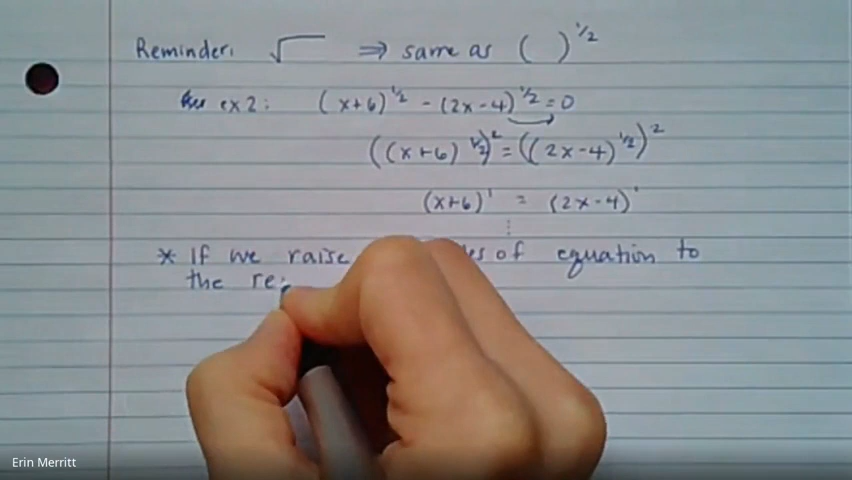 Reminder: √ ⇒ same as ( )^1/2
ex 2: (x+6)^1/2 - (2x-4)^1/2 = 0
((x+6)^1/2)^2 = ((2x-4)^1/2)^2
(x+6)^1 = (2x-4)^1
⋮
* If we raise of equation to
the
Erin Merritt